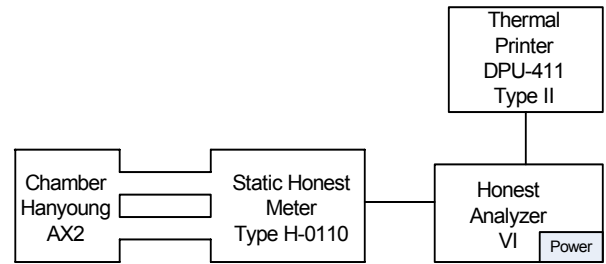 Thermal
Printer
DPU-411
Type II
Chamber
Hanyoung
AX2
Static Honest
Meter
Type H-0110
Honest
Analyzer
VI
Power